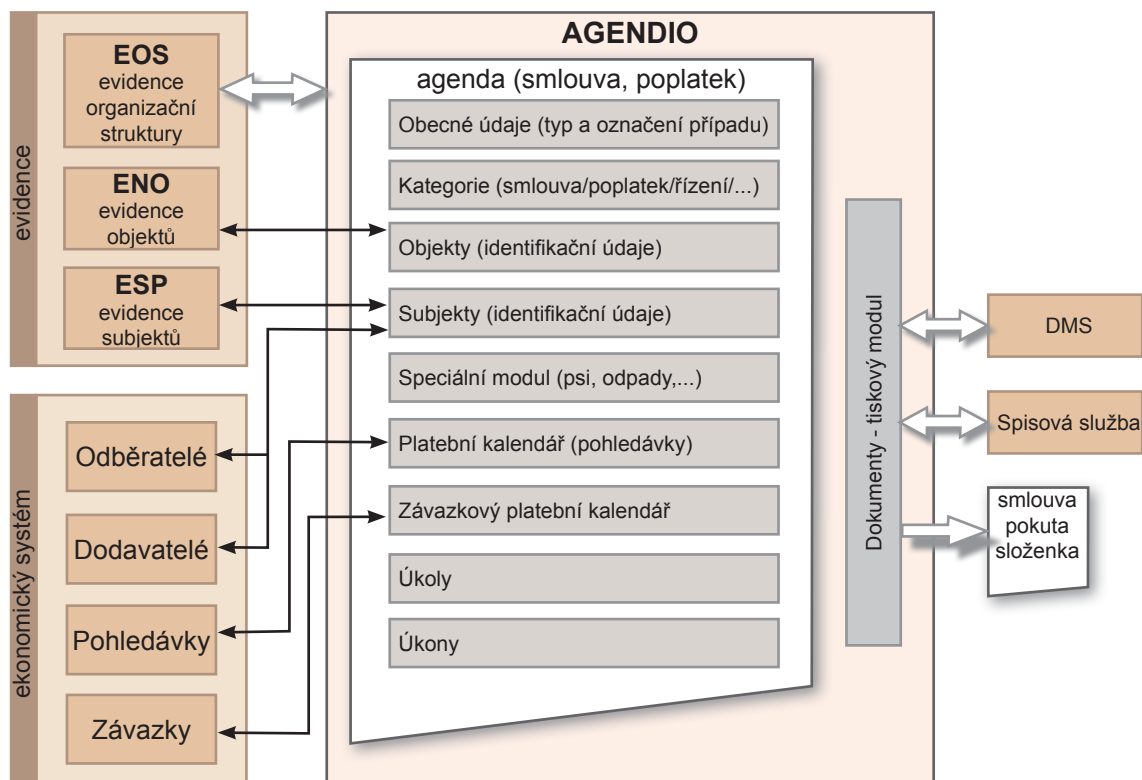 evidence
EOS
evidence
organizační
struktury
ENO
evidence
objektů
ESP
evidence
subjektů
ekonomický systém
Odběratelé
Dodavatelé
Pohledávky
Závazky
AGENDIO
agenda (smlouva, poplatek)
Obecné údaje (typ a označení případu)
Kategorie (smlouva/poplatek/řízení/...)
Objekty (identifikační údaje)
Subjekty (identifikační údaje)
Speciální modul (psi, odpady,...)
Platební kalendář (pohledávky)
Závazkový platební kalendář
Úkoly
Úkony
Dokumenty - tiskový modul
DMS
Spisová služba
smlouva
pokuta
složenka